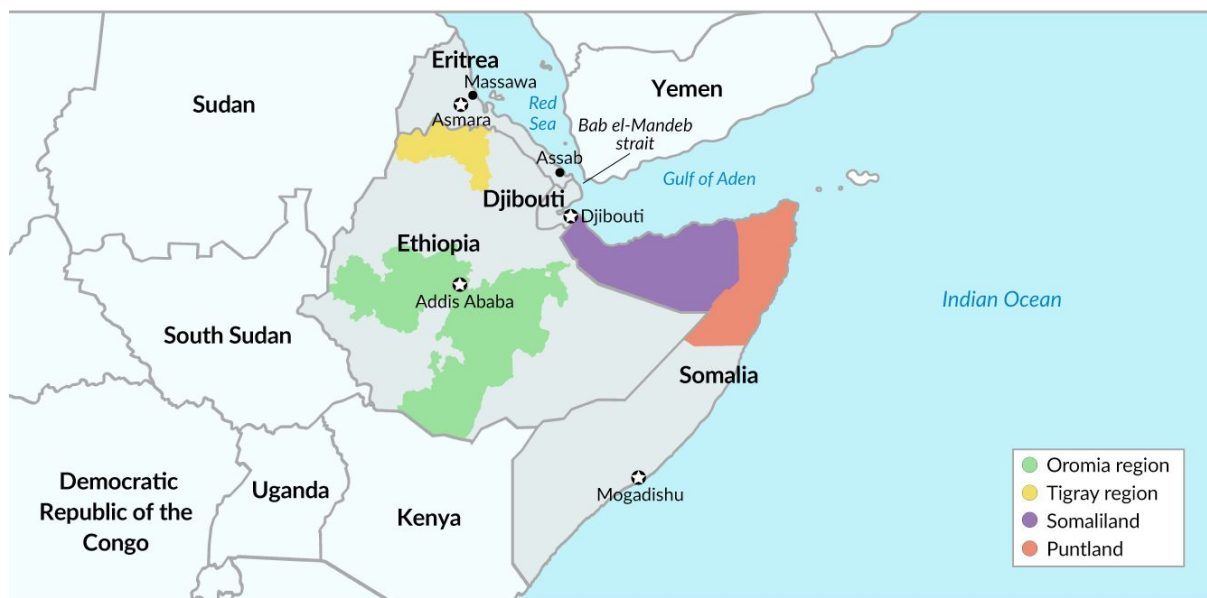 Eritrea
Massawa
Asmara
Sudan
Yemen
Red
Sea
Bab el-Mandeb
strait
Assab
Gulf of Aden
Djibouti
Djibouti
Ethiopia
Addis Ababa
Indian Ocean
South Sudan
Somalia
Democratic
Republic of the
Congo
Uganda
Kenya
Mogadishu
Oromia region
Tigray region
Somaliland
Puntland